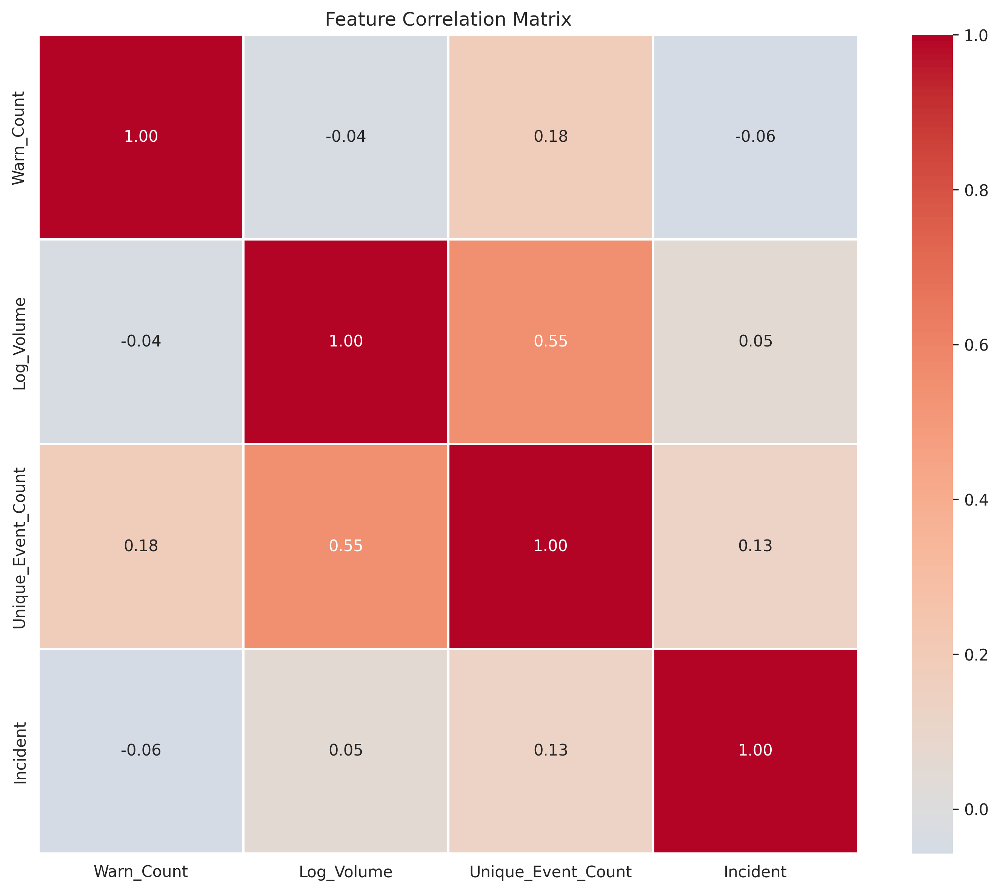 Feature Correlation Matrix
Warn_Count
1.00
-0.04
0.18
-0.06
Log_Volume
-0.04
1.00
0.55
0.05
Unique_Event_Count
0.18
0.55
1.00
0.13
Incident
-0.06
0.05
0.13
1.00
Warn_Count
Log_Volume
Unique_Event_Count
Incident
1.0
0.8
0.6
0.4
0.2
0.0